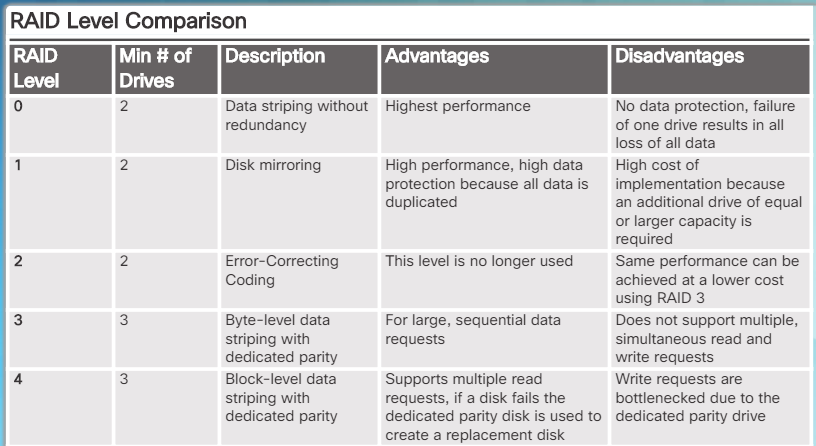 RAID Level Comparison
RAID Level	Min # of Drives	Description	Advantages	Disadvantages
0	2	Data striping without redundancy	Highest performance	No data protection, failure of one drive results in all loss of all data
1	2	Disk mirroring	High performance, high data protection because all data is duplicated	High cost of implementation because an additional drive of equal or larger capacity is required
2	2	Error-Correcting Coding	This level is no longer used	Same performance can be achieved at a lower cost using RAID 3
3	3	Byte-level data striping with dedicated parity	For large, sequential data requests	Does not support multiple, simultaneous read and write requests
4	3	Block-level data striping with dedicated parity	Supports multiple read requests, if a disk fails the dedicated parity disk is used to create a replacement disk	Write requests are bottlenecked due to the dedicated parity drive